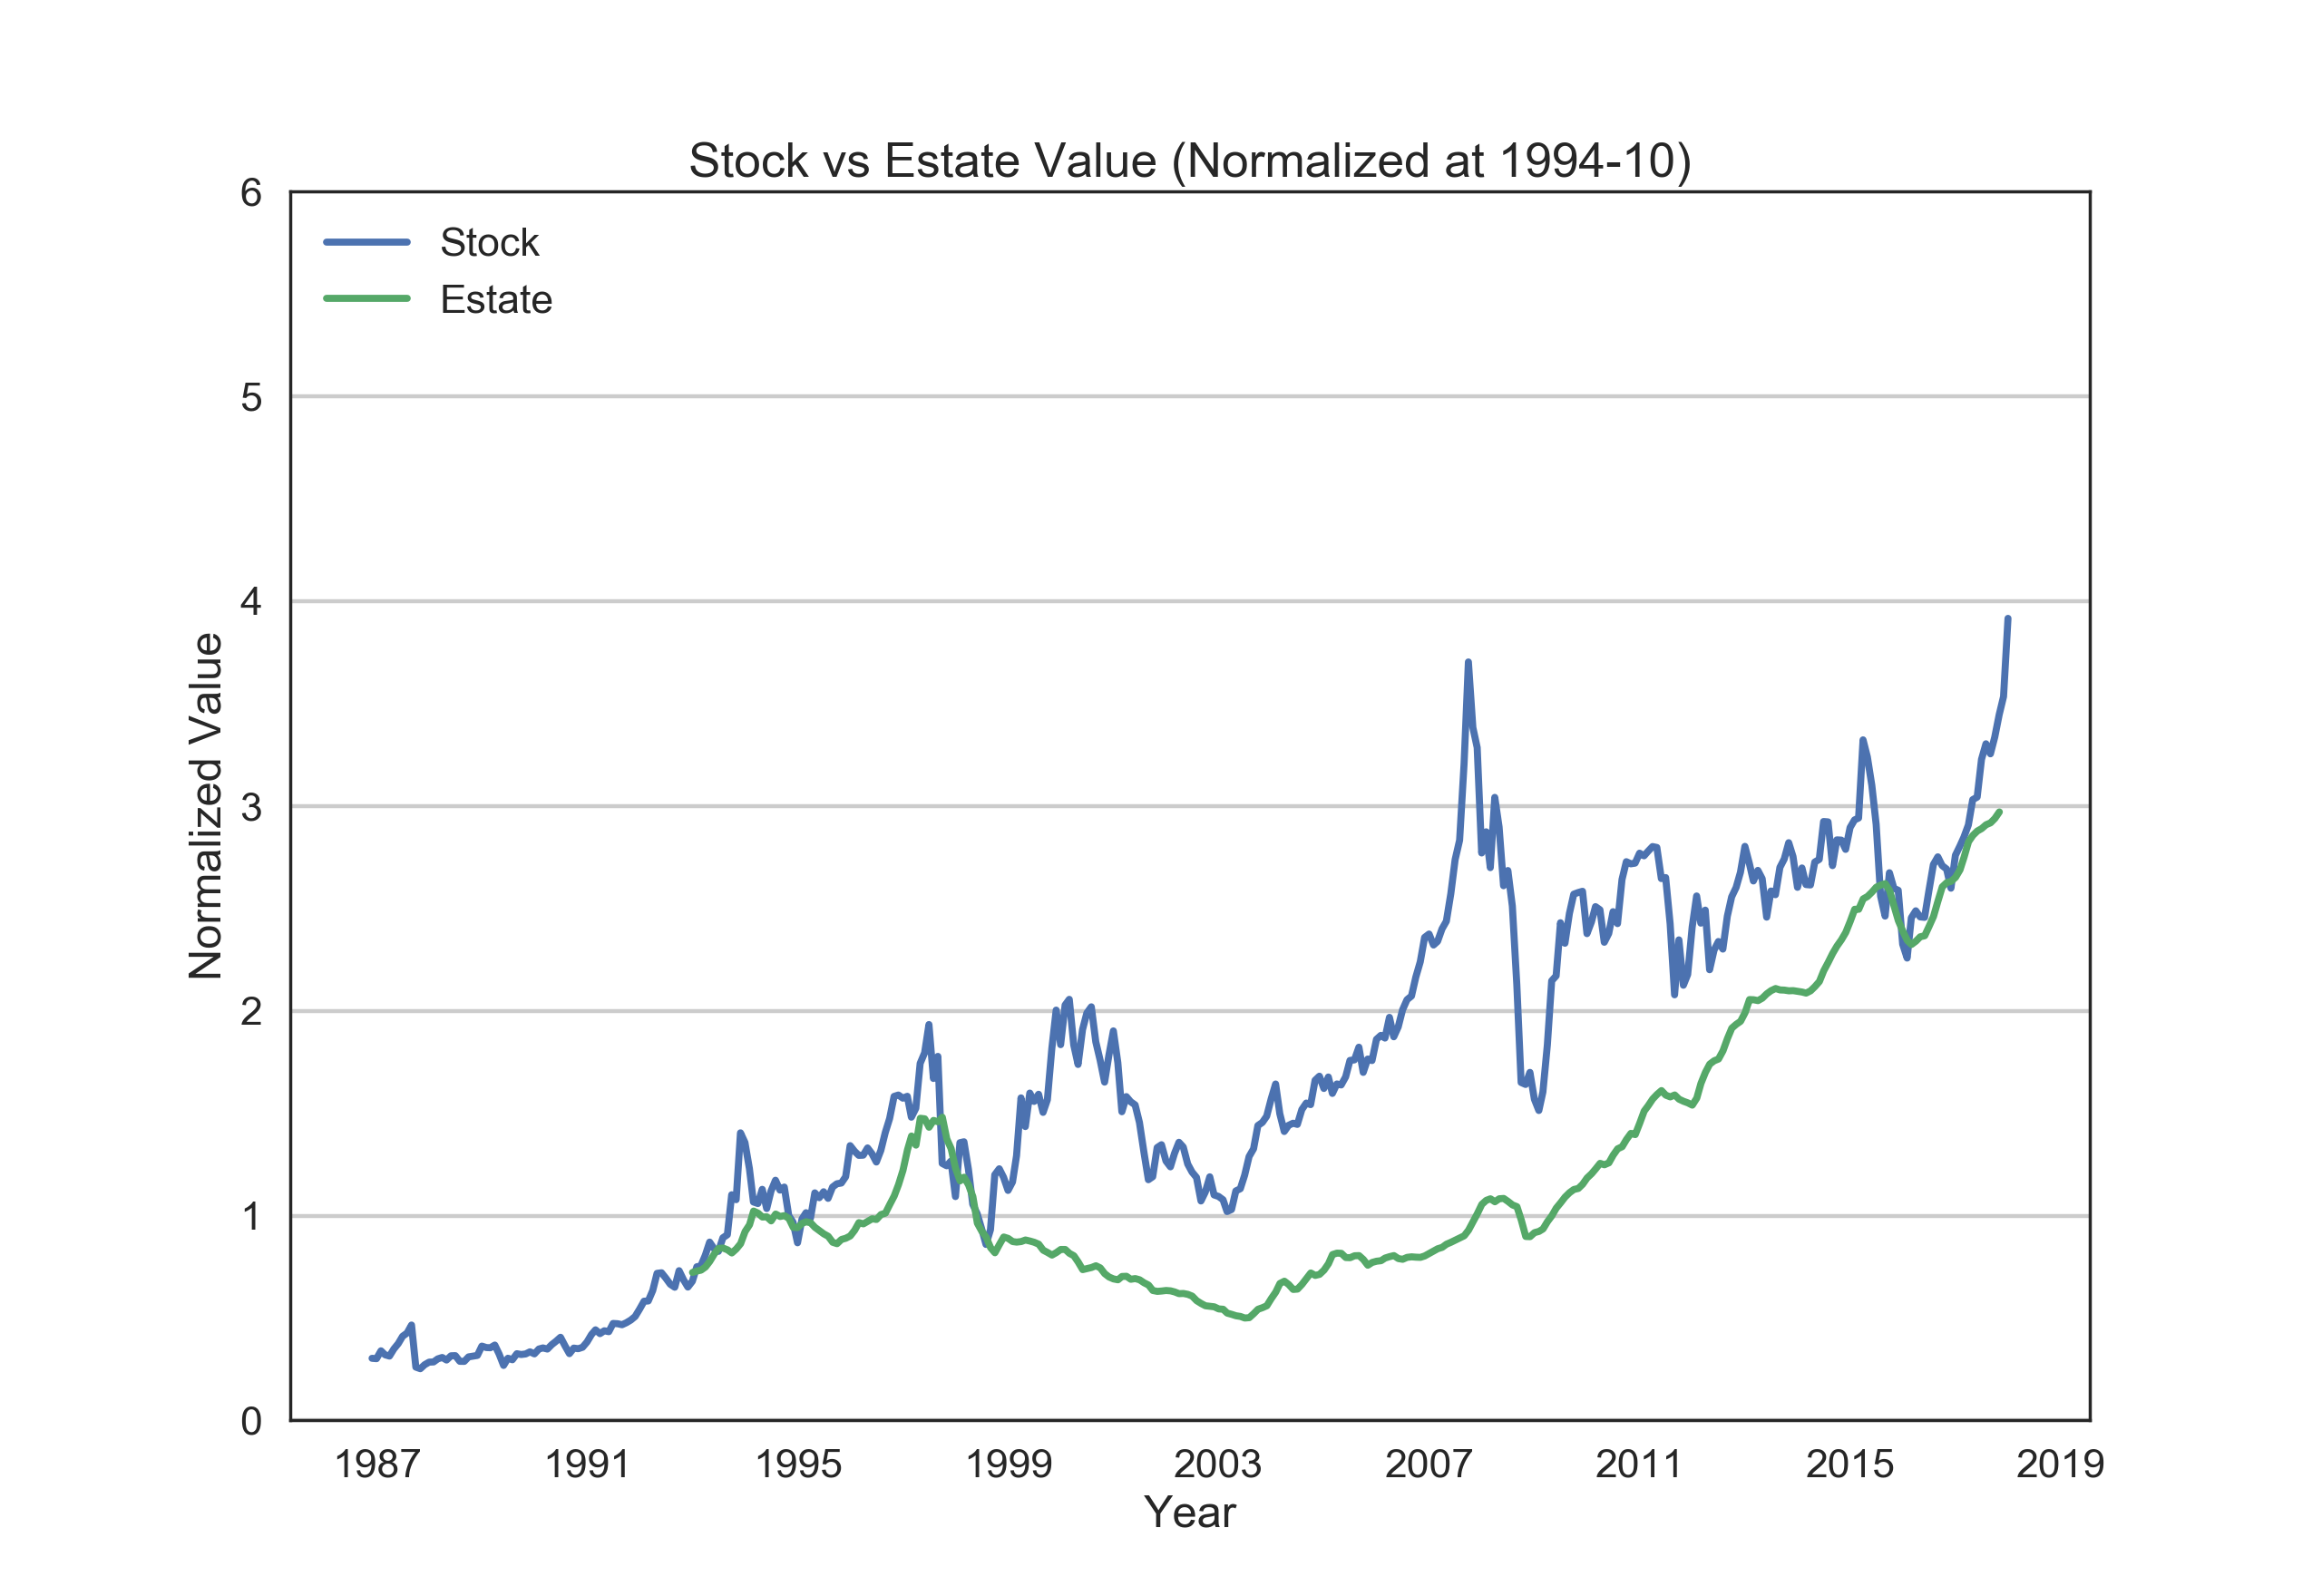 Stock vs Estate Value (Normalized at 1994-10)
6
Stock
Estate
5
4
3
2
1
0
Normalized Value
1987 1991 1995 1999 2003 2007 2011 2015 2019
Year